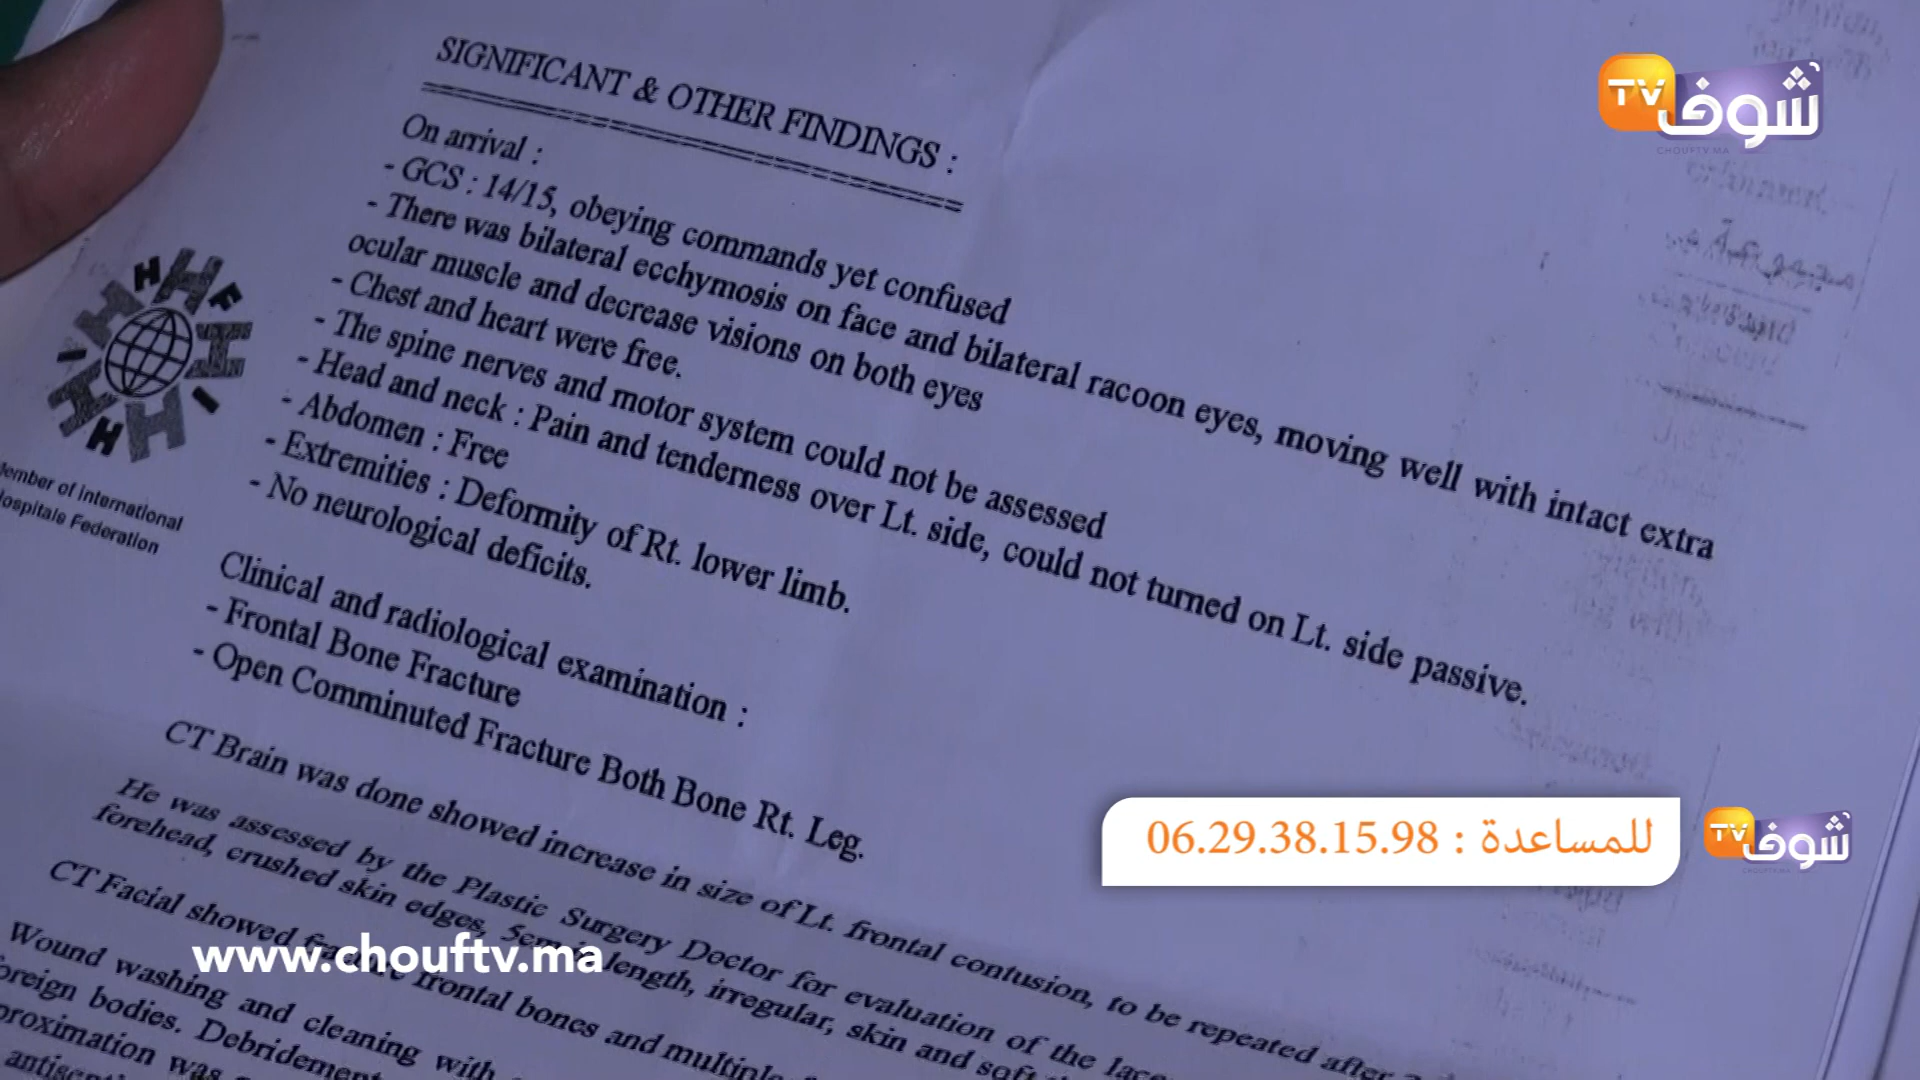 SIGNIFICANT & OTHER FINDINGS :
On arrival :
- GCS : 14/15, obeying commands yet confused
- There was bilateral ecchymosis on face and bilateral racoon eyes, moving well with intact extra
ocular muscle and decrease visions on both eyes
- Chest and heart were free.
- The spine nerves and motor system could not be assessed
- Head and neck : Pain and tenderness over Lt. side, could not turned on Lt. side passive.
- Abdomen : Free
- Extremities : Deformity of Rt. lower limb.
- No neurological deficits.
Clinical and radiological examination :
- Frontal Bone Fracture
- Open Comminuted Fracture Both Bone Rt. Leg.
CT Brain was done showed increase in size of Lt. frontal contusion, to be repeated after
He was assessed by the Plastic Surgery Doctor for evaluation of the
forehead, crushed skin edges, length, irregular, skin and soft
CT Facial showed fracture frontal bones and multiple
Wound washing and cleaning with
foreign bodies. Debridement
was
of International
Hospitals Federation
شوف TV
CHOUFTV.MA
للمساعدة : 06.29.38.15.98
شوف TV
www.chouftv.ma